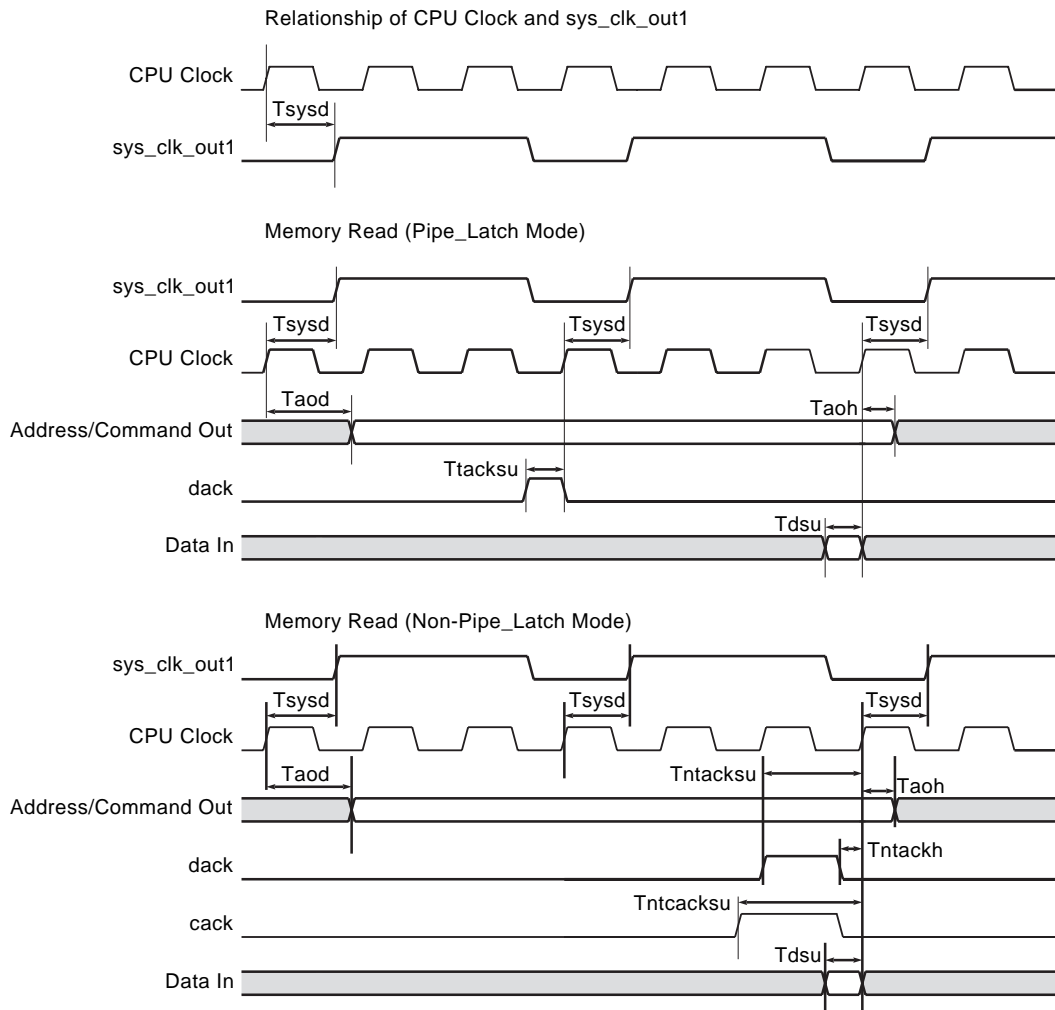 Relationship of CPU Clock and sys_clk_out1
CPU Clock
Tsysd
sys_clk_out1
Memory Read (Pipe_Latch Mode)
sys_clk_out1
Tsysd Tsysd Tsysd
CPU Clock
Taod Taoh
Address/Command Out
Ttacksu
dack
Tdsu
Data In
Memory Read (Non-Pipe_Latch Mode)
sys_clk_out1
Tsysd Tsysd Tsysd
CPU Clock
Taod Tntacksu Taoh
Address/Command Out
Tntackh
dack
Tntcacksu
cack
Tdsu
Data In